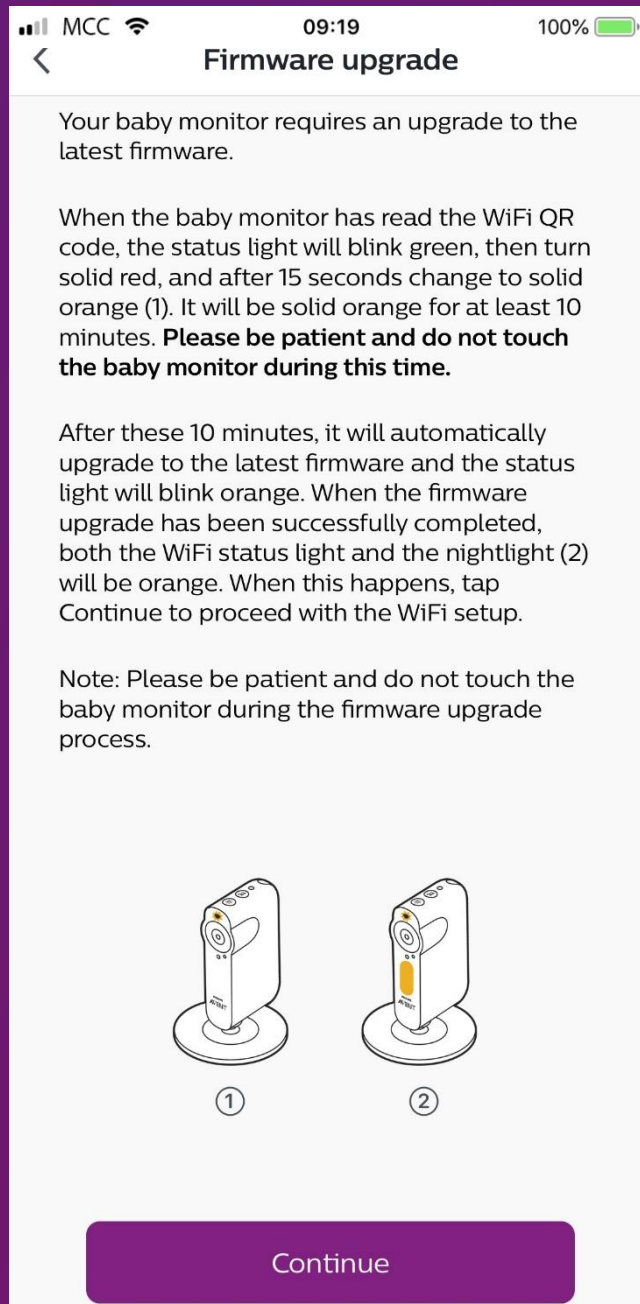 MCC 09:19 100%
Firmware upgrade
Your baby monitor requires an upgrade to the
latest firmware.
When the baby monitor has read the WiFi QR
code, the status light will blink green, then turn
solid red, and after 15 seconds change to solid
orange (1). It will be solid orange for at least 10
minutes. Please be patient and do not touch
the baby monitor during this time.
After these 10 minutes, it will automatically
upgrade to the latest firmware and the status
light will blink orange. When the firmware
upgrade has been successfully completed,
both the WiFi status light and the nightlight (2)
will be orange. When this happens, tap
Continue to proceed with the WiFi setup.
Note: Please be patient and do not touch the
baby monitor during the firmware upgrade
process.
AVENT AVENT
1 2
Continue